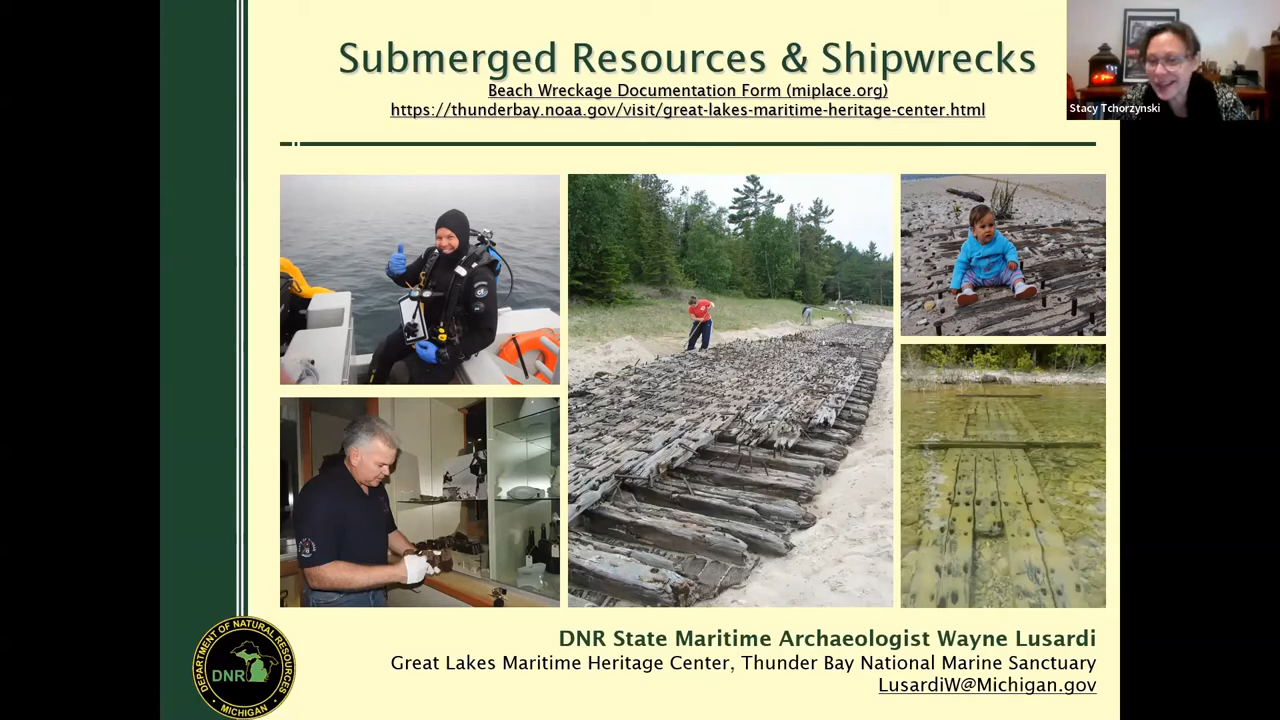 Submerged Resources & Shipwrecks
Beach Wreckage Documentation Form (miplace.org)
https://thunderbay.noaa.gov/visit/great-lakes-maritime-heritage-center.html
Stacy Tchorzynski
DNR State Maritime Archaeologist Wayne Lusardi
Great Lakes Maritime Heritage Center, Thunder Bay National Marine Sanctuary
LusardiW@Michigan.gov
DEPARTMENT OF NATURAL RESOURCES
DNR
MICHIGAN